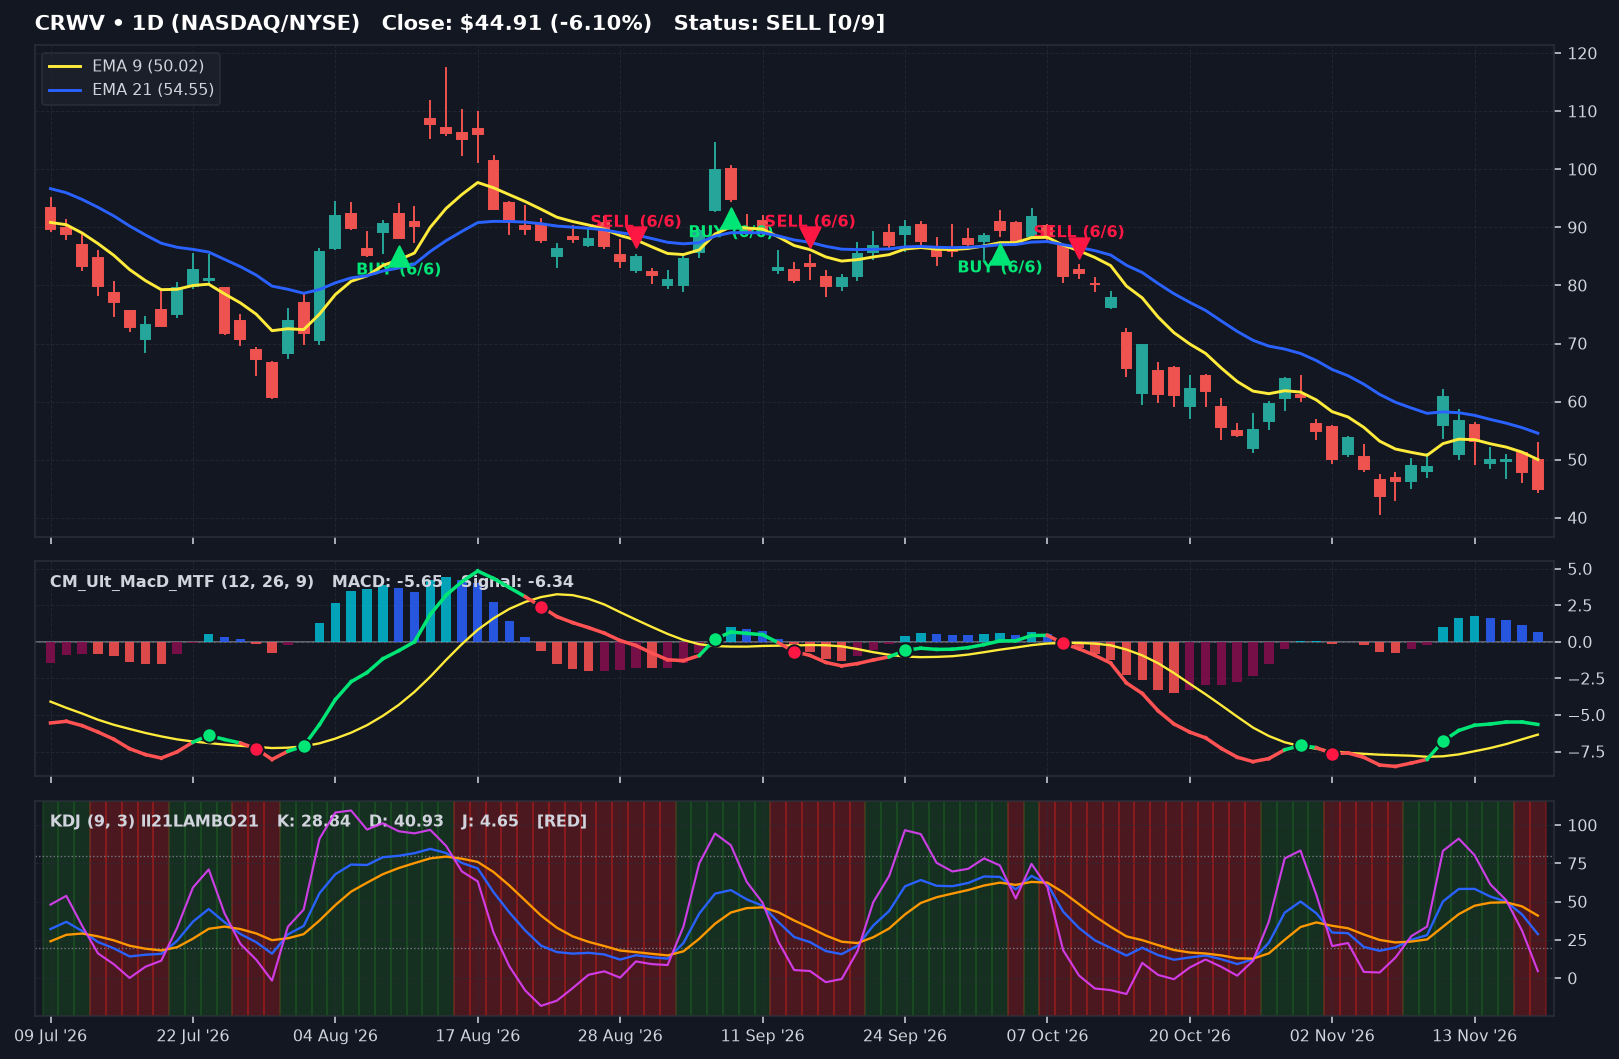 CRWV • 1D (NASDAQ/NYSE)   Close: $44.91 (-6.10%)   Status: SELL [0/9]
EMA 9 (50.02)
EMA 21 (54.55)
120
110
100
90
80
70
60
50
40
BUY (6/6)
SELL (6/6)
BUY (6/6)
SELL (6/6)
BUY (6/6)
SELL (6/6)
CM_Ult_MacD_MTF (12, 26, 9)   MACD: -5.65   Signal: -6.34
5.0
2.5
0.0
−2.5
−5.0
−7.5
KDJ (9, 3) II21LAMBO21   K: 28.84   D: 40.93   J: 4.65   [RED]
100
75
50
25
0
09 Jul '26
22 Jul '26
04 Aug '26
17 Aug '26
28 Aug '26
11 Sep '26
24 Sep '26
07 Oct '26
20 Oct '26
02 Nov '26
13 Nov '26